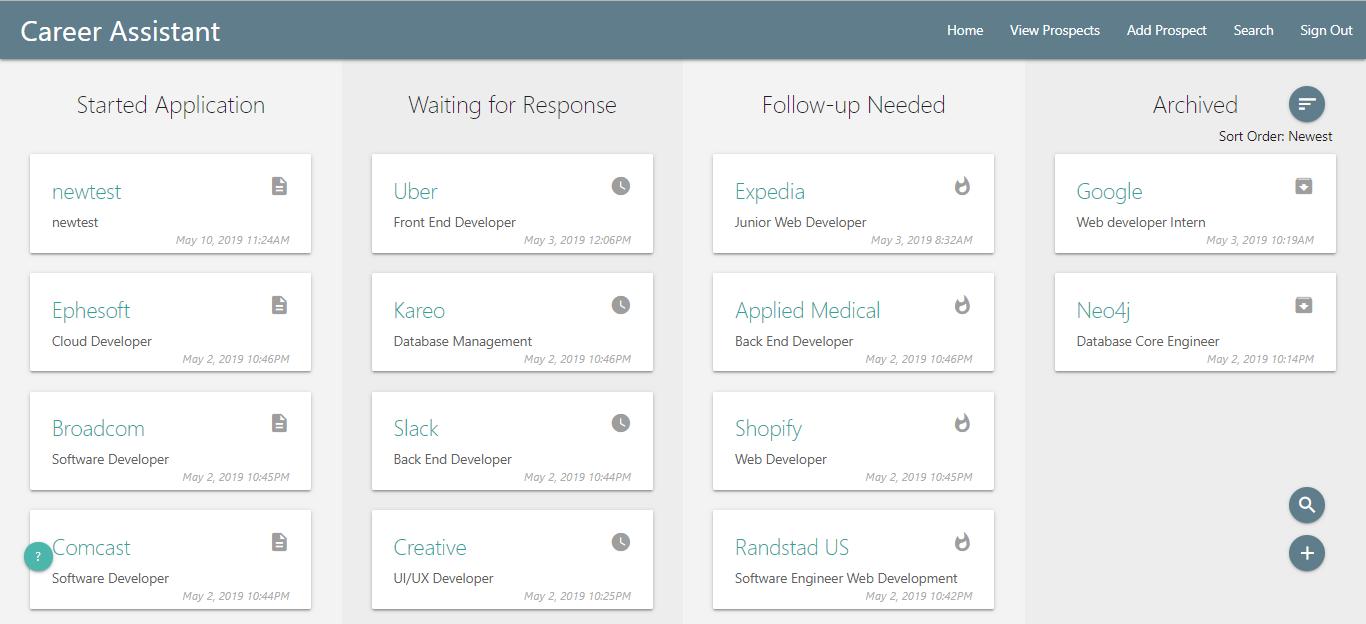 Career Assistant
Home
View Prospects
Add Prospect
Search
Sign Out
Started Application
newtest
newtest
May 10, 2019 11:24AM
Ephesoft
Cloud Developer
May 2, 2019 10:46PM
Broadcom
Software Developer
May 2, 2019 10:45PM
?
Comcast
Software Developer
May 2, 2019 10:44PM
Waiting for Response
Uber
Front End Developer
May 3, 2019 12:06PM
Kareo
Database Management
May 2, 2019 10:46PM
Slack
Back End Developer
May 2, 2019 10:44PM
Creative
UI/UX Developer
May 2, 2019 10:25PM
Follow-up Needed
Expedia
Junior Web Developer
May 3, 2019 8:32AM
Applied Medical
Back End Developer
May 2, 2019 10:46PM
Shopify
Web Developer
May 2, 2019 10:45PM
Randstad US
Software Engineer Web Development
May 2, 2019 10:42PM
Archived
Sort Order: Newest
Google
Web developer Intern
May 3, 2019 10:19AM
Neo4j
Database Core Engineer
May 2, 2019 10:14PM